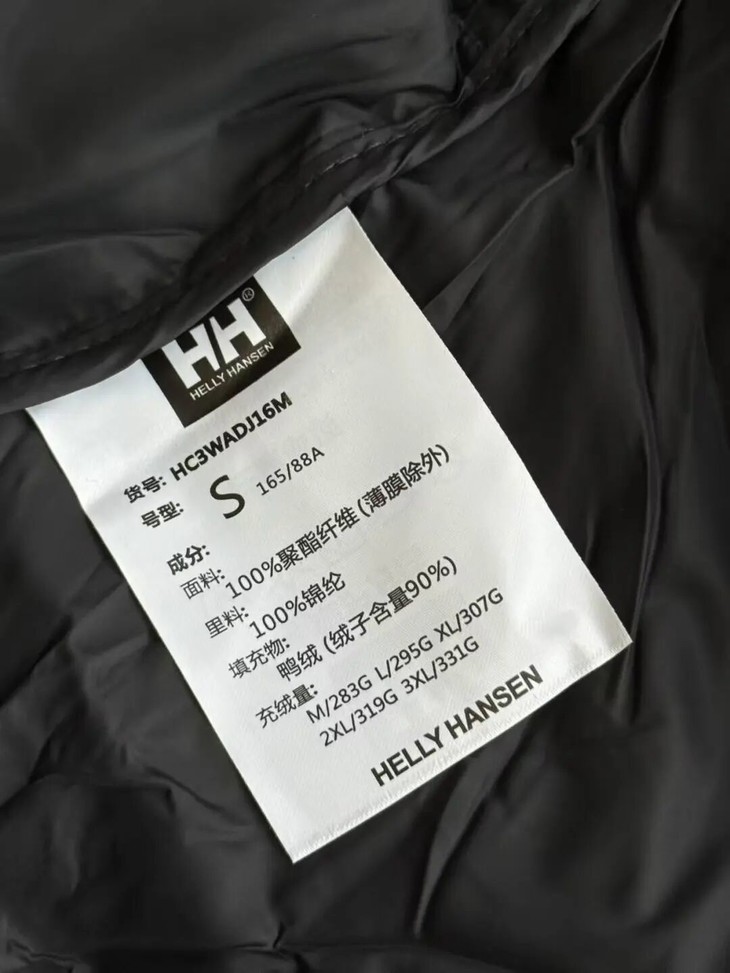 HH®
HELLY HANSEN
货号: HC3WADJ16M
号型: S 165/88A
成分:
面料: 100%聚酯纤维(薄膜除外)
里料: 100%锦纶
填充物: 鸭绒(绒子含量90%)
充绒量: M/283G L/295G XL/307G
2XL/319G 3XL/331G
HELLY HANSEN